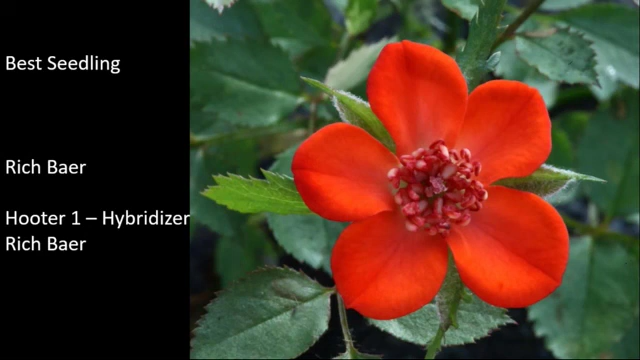 Best Seedling
Rich Baer
Hooter 1 – Hybridizer
Rich Baer